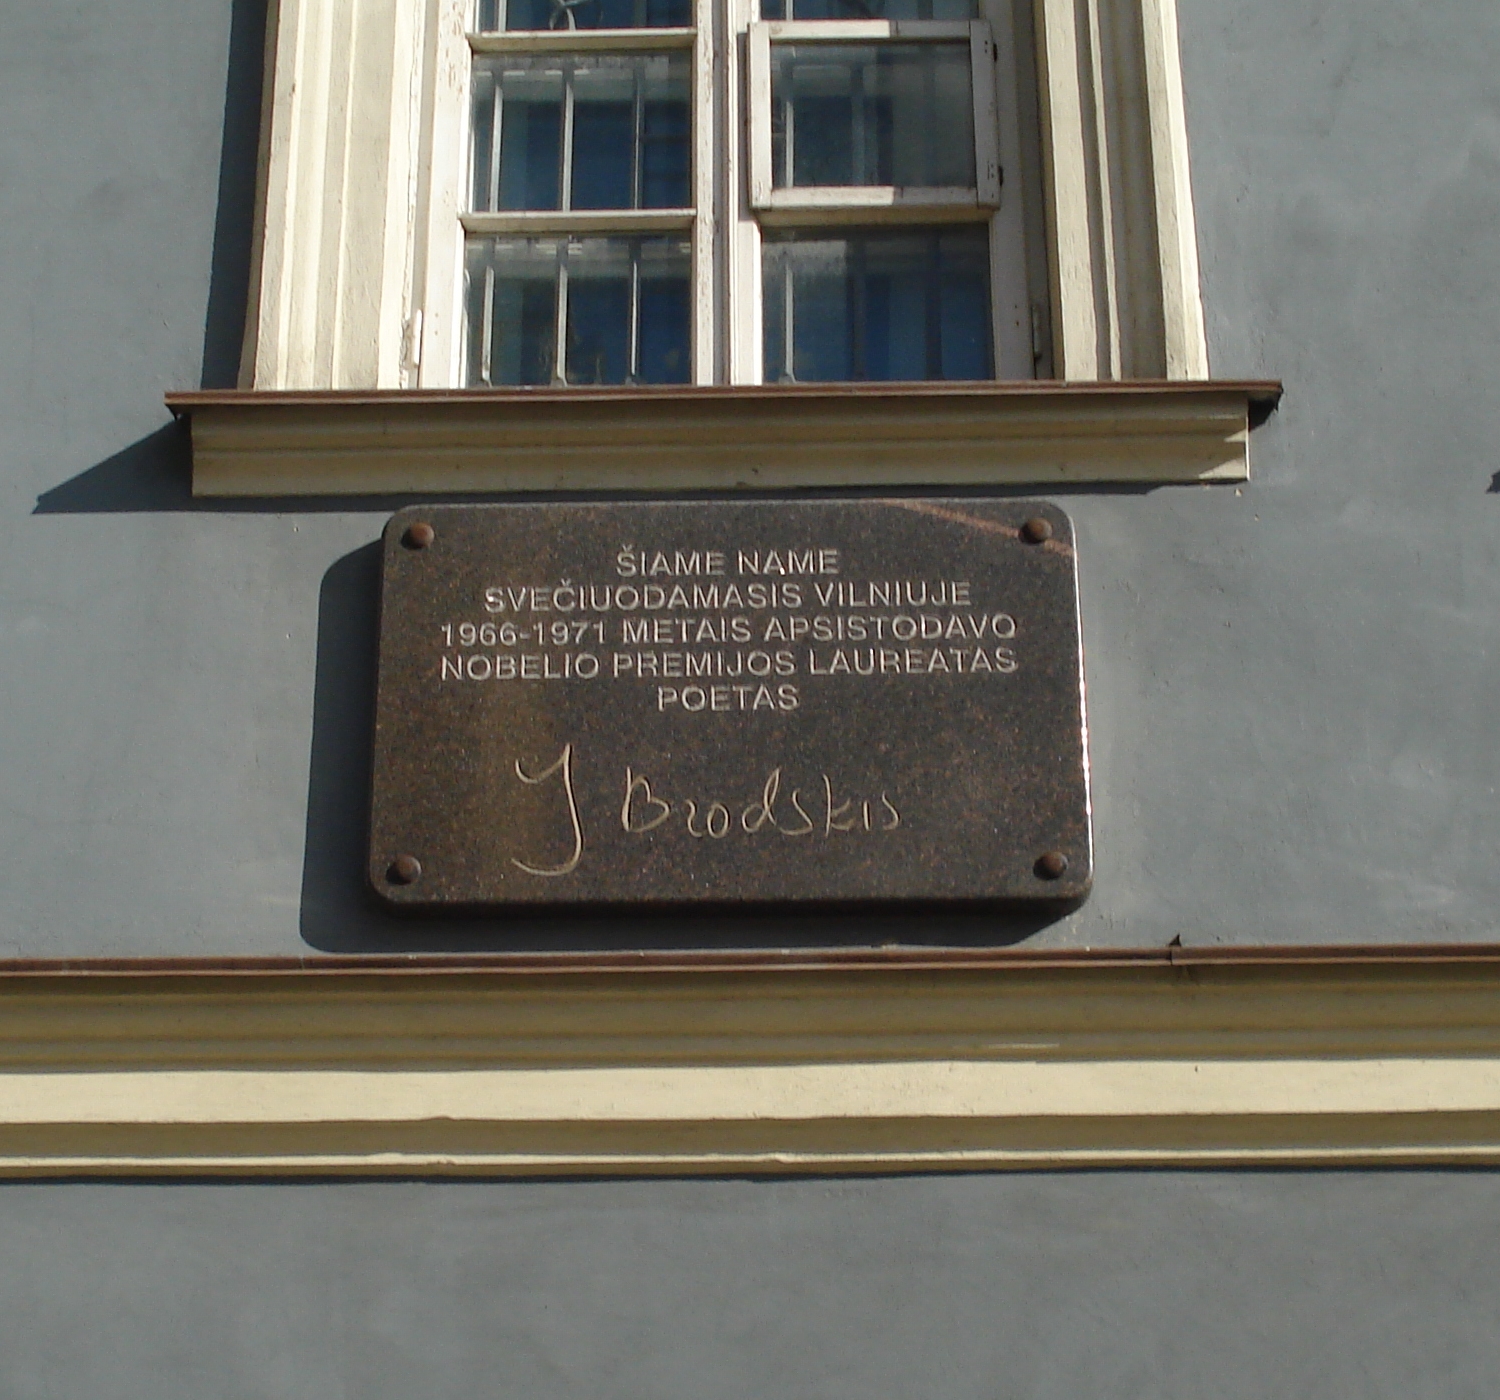 ŠIAME NAME
SVEČIUODAMASIS VILNIUJE
1966-1971 METAIS APSISTODAVO
NOBELIO PREMIJOS LAUREATAS
POETAS
J Brodskis